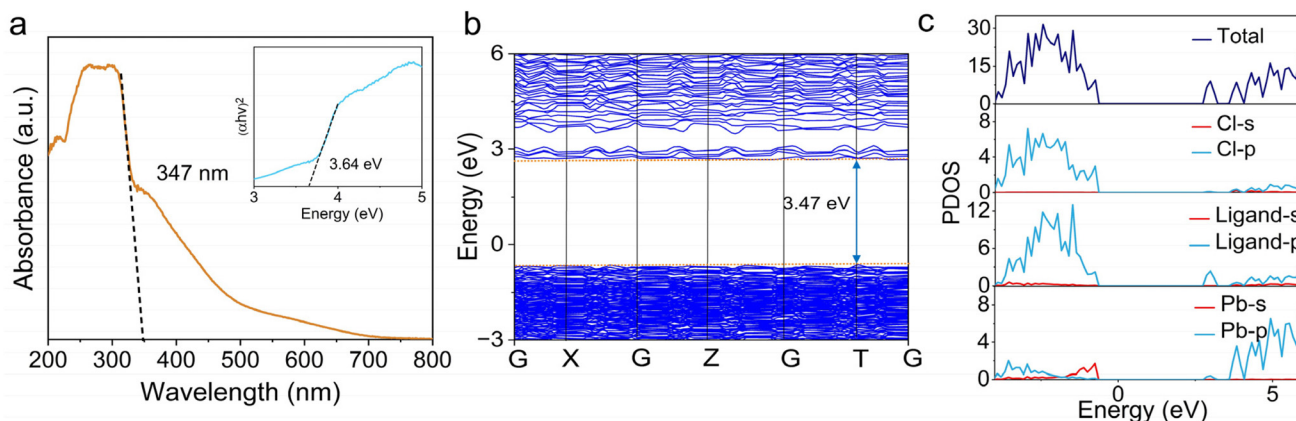 a
Absorbance (a.u.)
347 nm
200 300 400 500 600 700 800
Wavelength (nm)
(αhν)²
3.64 eV
3 4 5
Energy (eV)
b
Energy (eV)
6
3
0
−3
3.47 eV
G X G Z G T G
c
PDOS
30
15
0
Total
8
4
0
Cl-s
Cl-p
12
6
0
Ligand-s
Ligand-p
8
4
0
Pb-s
Pb-p
0 5
Energy (eV)